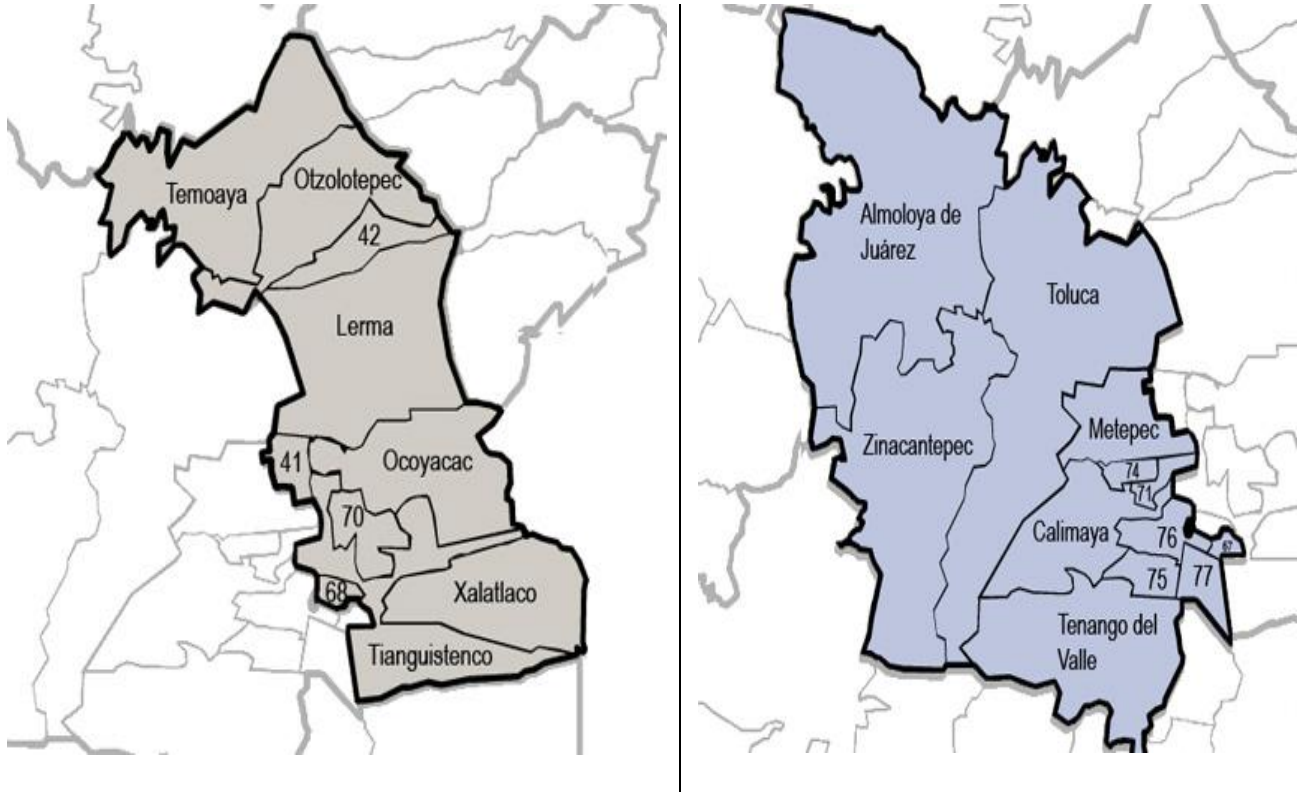 Temoaya
Otzolotepec
42
Lerma
41
Ocoyacac
70
68
Xalatlaco
Tianguistenco
Almoloya de
Juárez
Toluca
Metepec
Zinacantepec
74
71
Calimaya
76
67
75
77
Tenango del
Valle